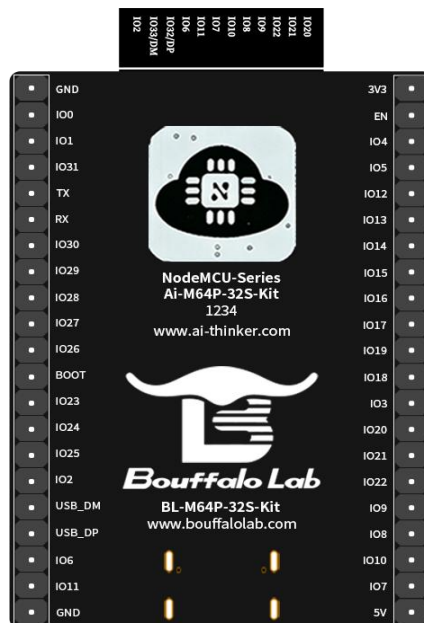 IO2
IO33/DM
IO32/DP
IO6
IO11
IO7
IO10
IO8
IO9
IO22
IO21
IO20
GND
IO0
IO1
IO31
TX
RX
IO30
IO29
IO28
IO27
IO26
BOOT
IO23
IO24
IO25
IO2
USB_DM
USB_DP
IO6
IO11
GND
NodeMCU-Series
Ai-M64P-32S-Kit
1234
www.ai-thinker.com
Bouffalo Lab
BL-M64P-32S-Kit
www.bouffalolab.com
3V3
EN
IO4
IO5
IO12
IO13
IO14
IO15
IO16
IO17
IO19
IO18
IO3
IO20
IO21
IO22
IO9
IO8
IO10
IO7
5V